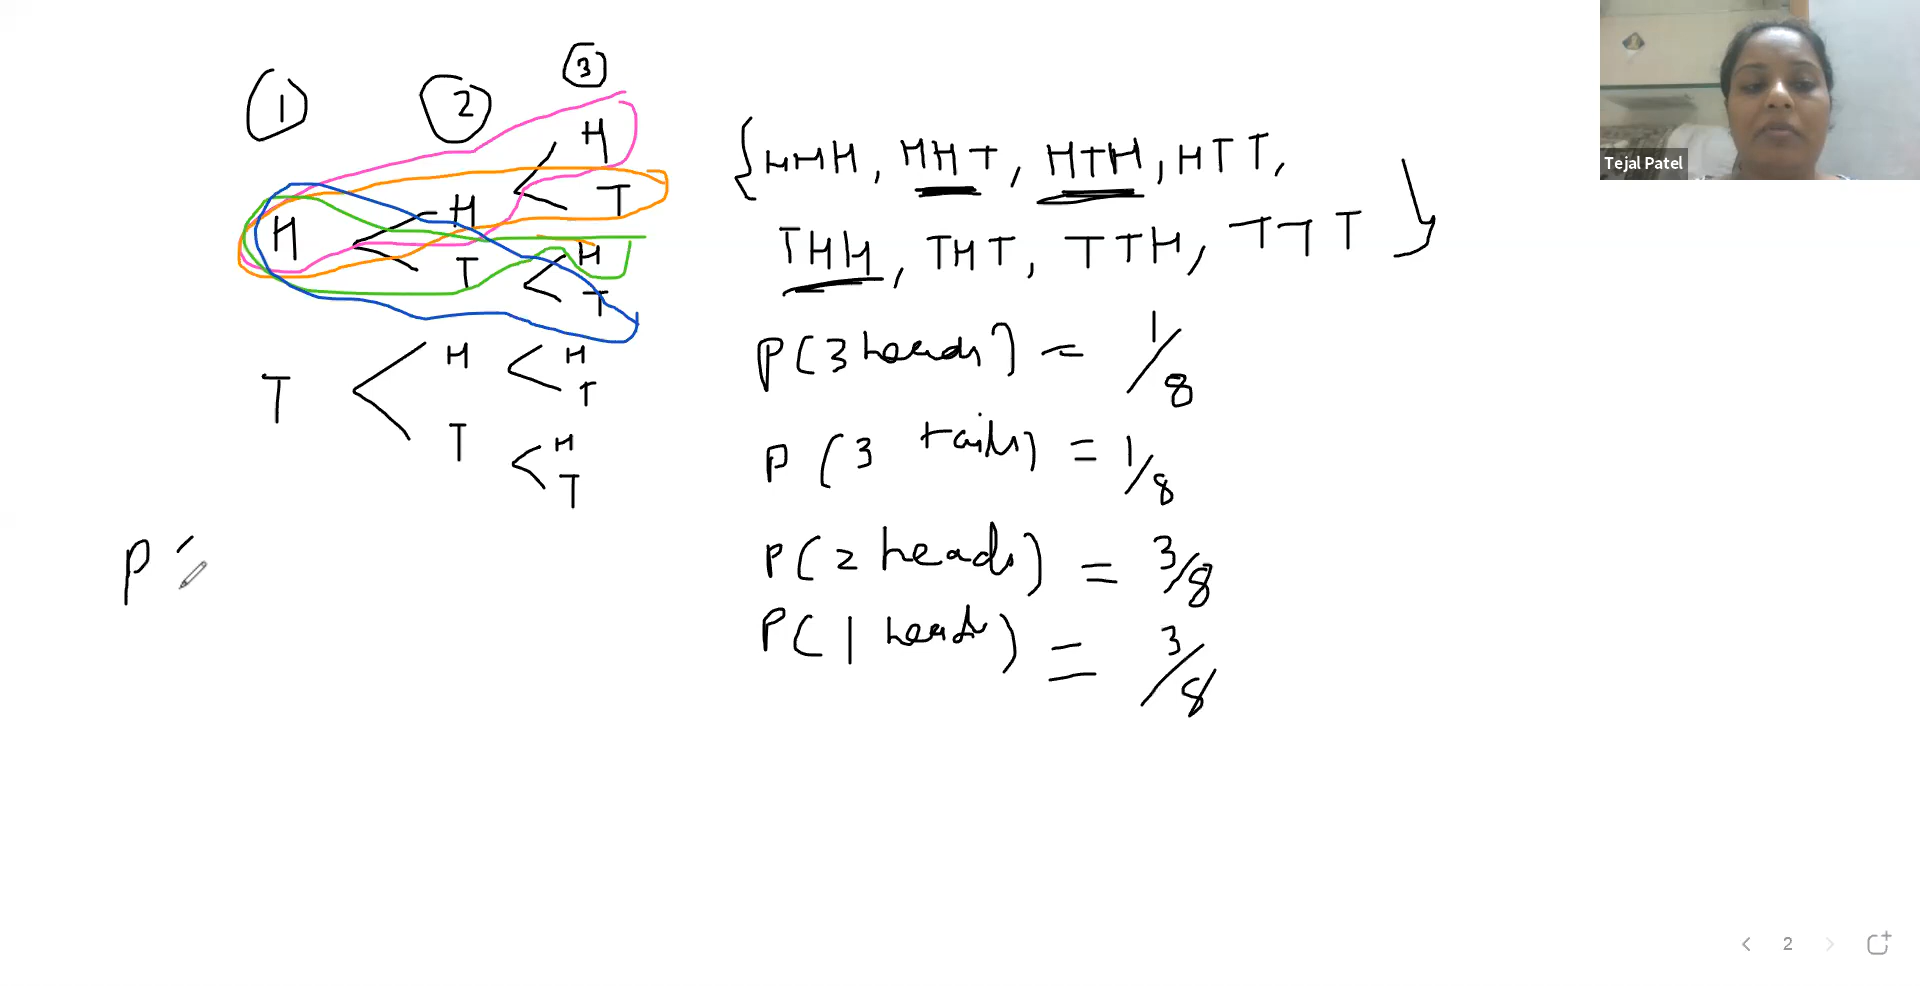 1 2 3
H
H T
H
T H
T
H H
T T
T H
T
{HHH, HHT, HTH, HTT,
THH, THT, TTH, TTT}
P(3 heads) = 1/8
P(3 tails) = 1/8
P(2 heads) = 3/8
P(1 head) = 3/8
P
Tejal Patel
2